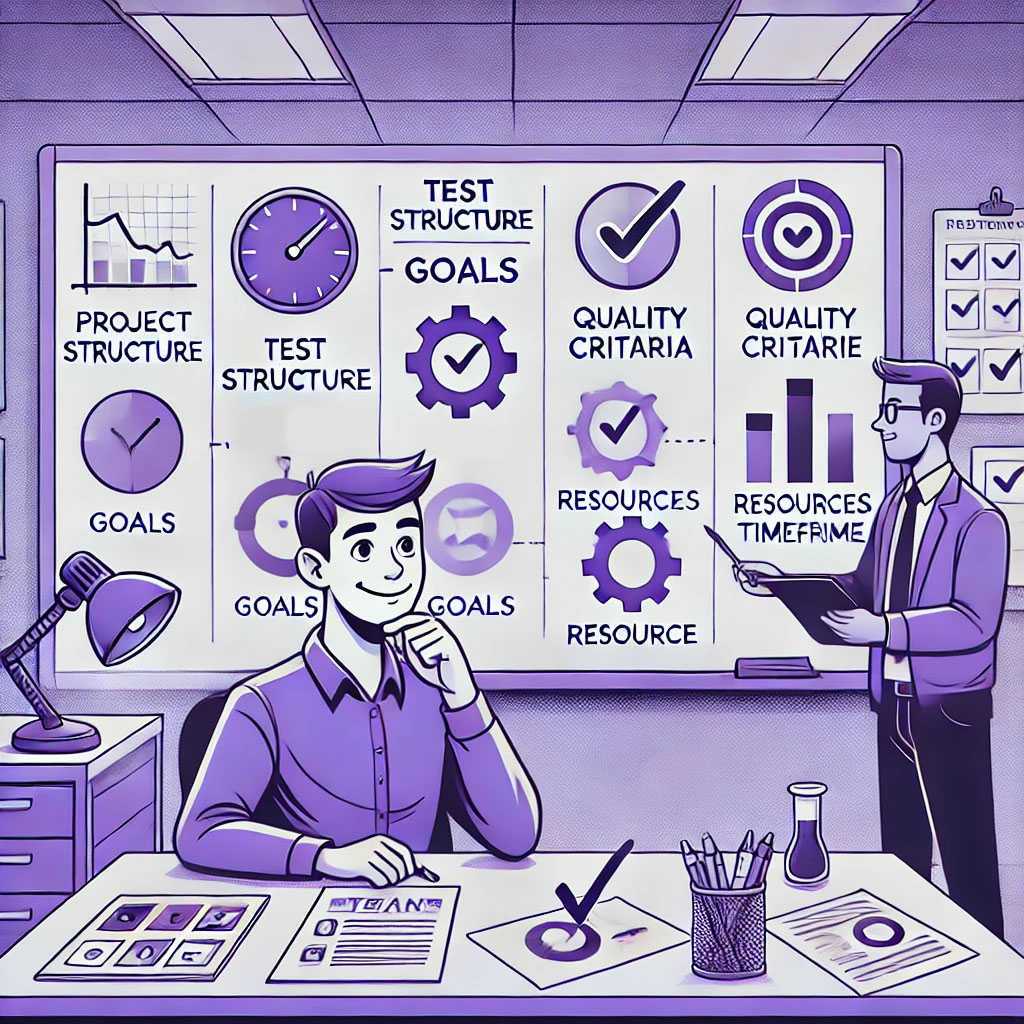 PROJECT
STRUCTURE
GOALS
TEST
STRUCTURE
GOALS
TEST
STRUCTURE
GOALS
GOALS
QUALITY
CRITARIA
RESOURCES
RESOURCE
QUALITY
CRITARIE
RESOURCES
TIMEFRIME